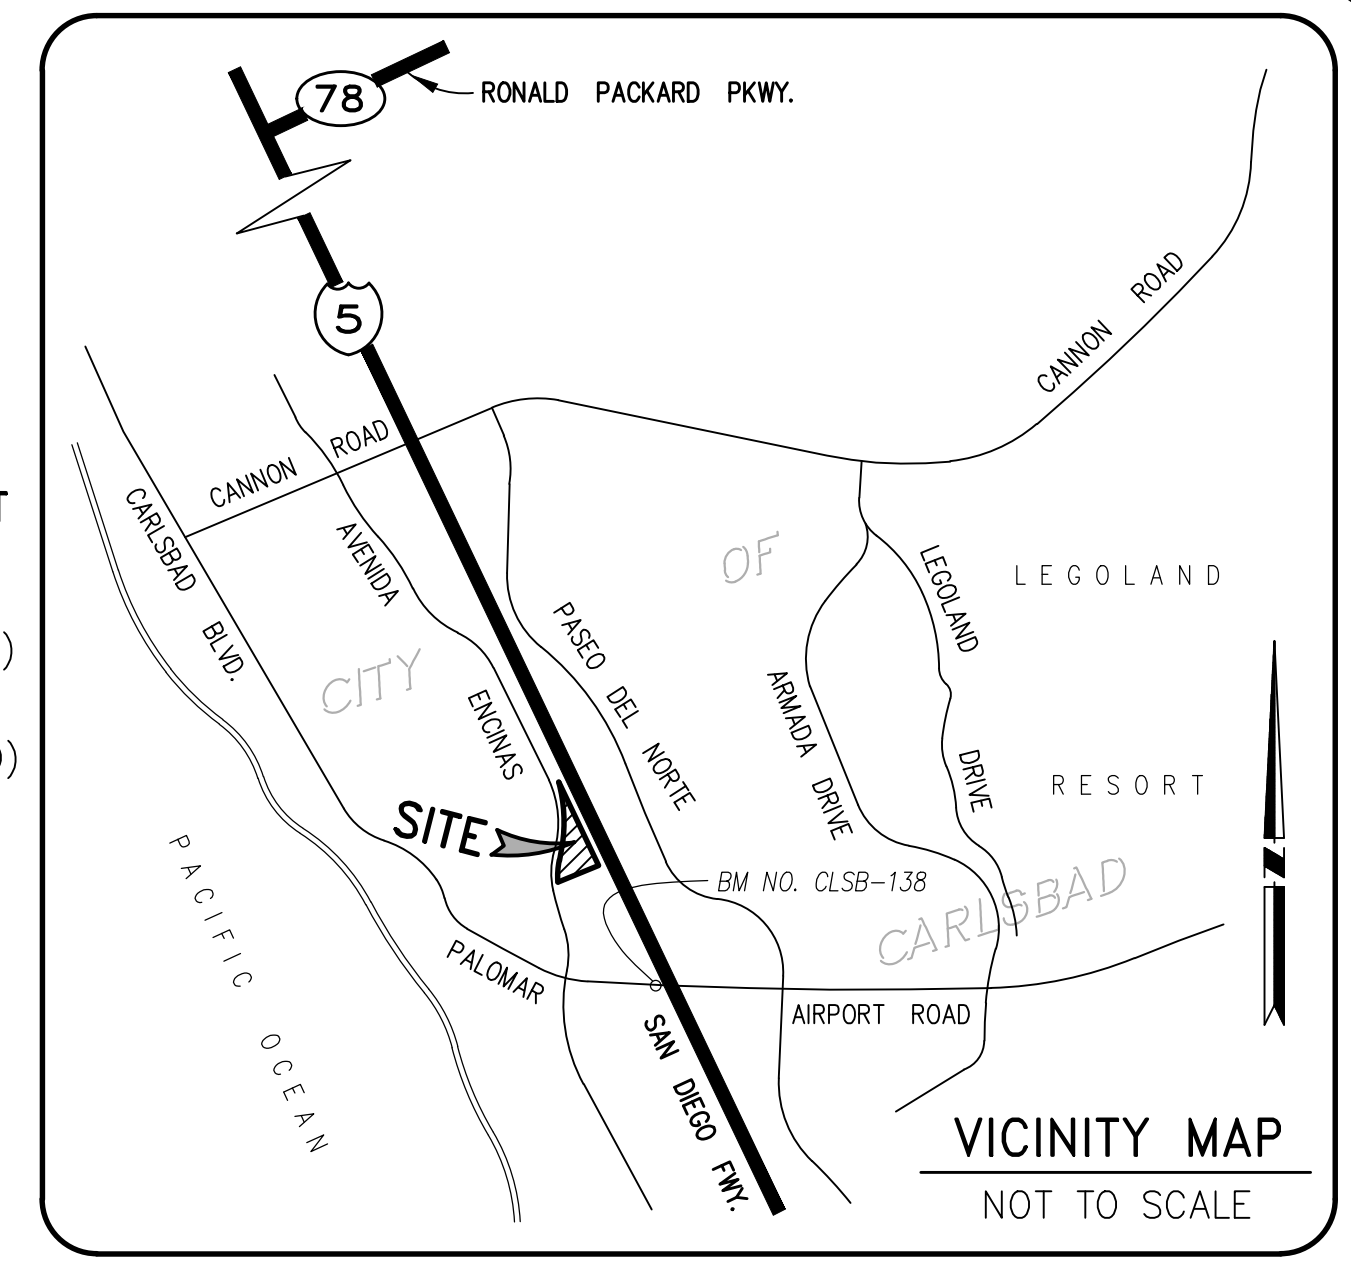 78
RONALD PACKARD PKWY.
5
CANNON ROAD
CANNON ROAD
CARLSBAD BLVD.
AVENIDA ENCINAS
PASEO DEL NORTE
ARMADA DRIVE
LEGOLAND DRIVE
LEGOLAND
RESORT
CITY
OF
CARLSBAD
SITE
BM NO. CLSB-138
PACIFIC OCEAN
PALOMAR
AIRPORT ROAD
SAN DIEGO FWY.
N
VICINITY MAP
NOT TO SCALE
T
)
)